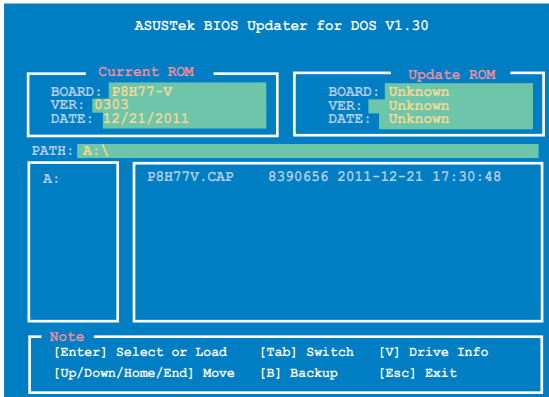 ASUSTek BIOS Updater for DOS V1.30
Current ROM
BOARD: P8H77-V
VER: 0303
DATE: 12/21/2011
Update ROM
BOARD: Unknown
VER: Unknown
DATE: Unknown
PATH: A:\
A:
P8H77V.CAP 8390656 2011-12-21 17:30:48
Note
[Enter] Select or Load [Tab] Switch [V] Drive Info
[Up/Down/Home/End] Move [B] Backup [Esc] Exit